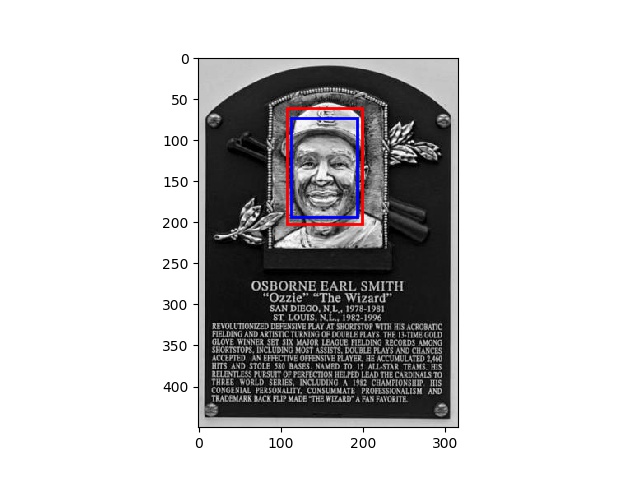 0
50
100
150
200
250
300
350
400
0
100
200
300
StL
OSBORNE EARL SMITH
"Ozzie" "The Wizard"
SAN DIEGO, N.L., 1978-1981
ST. LOUIS, N.L., 1982-1996
REVOLUTIONIZED DEFENSIVE PLAY AT SHORTSTOP WITH HIS ACROBATIC
FIELDING AND ARTISTIC TURNING OF DOUBLE PLAYS. THE 13-TIME GOLD
GLOVE WINNER SET SIX MAJOR LEAGUE FIELDING RECORDS AMONG
SHORTSTOPS, INCLUDING MOST ASSISTS, DOUBLE PLAYS AND CHANCES
ACCEPTED. AN EFFECTIVE OFFENSIVE PLAYER, HE ACCUMULATED 2,460
HITS AND STOLE 580 BASES. NAMED TO 15 ALL-STAR TEAMS. HIS
RELENTLESS PURSUIT OF PERFECTION HELPED LEAD THE CARDINALS TO
THREE WORLD SERIES, INCLUDING A 1982 CHAMPIONSHIP. HIS
CONGENIAL PERSONALITY, CONSUMMATE PROFESSIONALISM AND
TRADEMARK BACK FLIP MADE "THE WIZARD" A FAN FAVORITE.